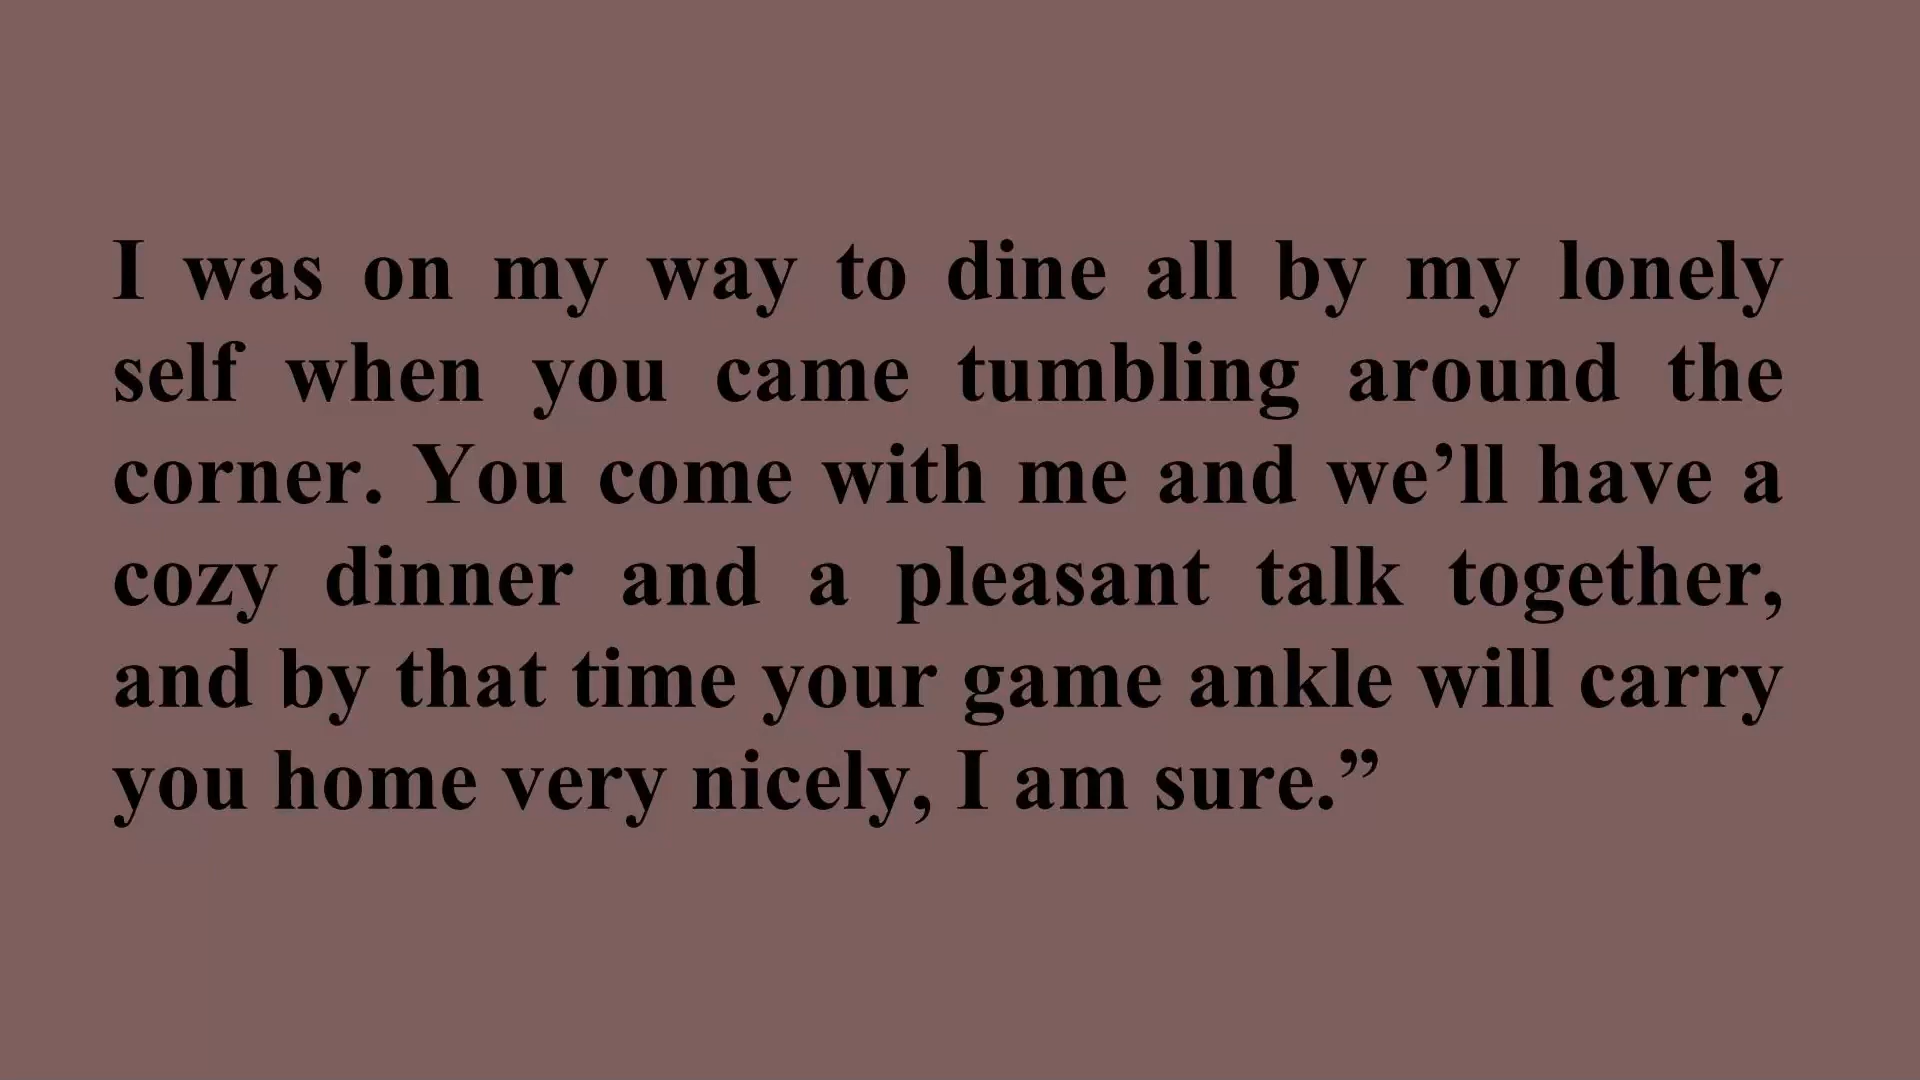 I was on my way to dine all by my lonely
self when you came tumbling around the
corner. You come with me and we’ll have a
cozy dinner and a pleasant talk together,
and by that time your game ankle will carry
you home very nicely, I am sure.”